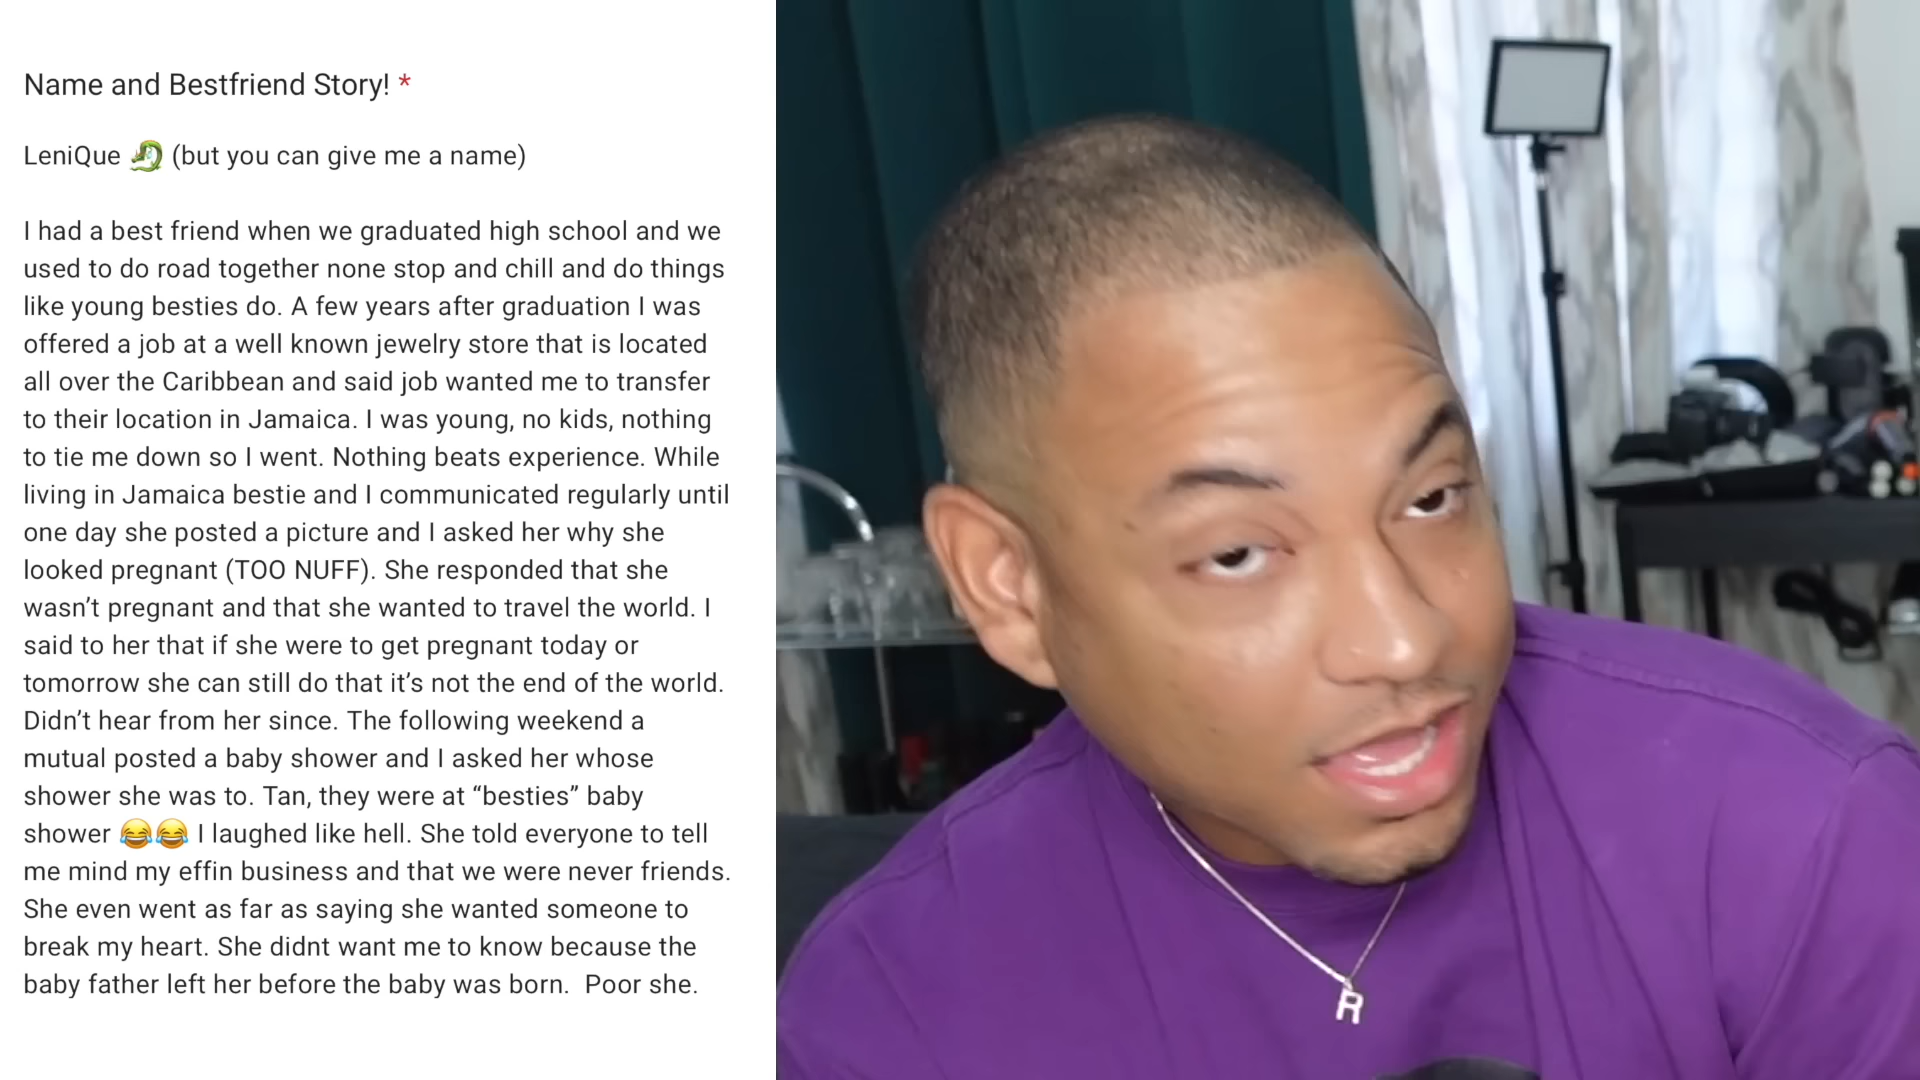 Name and Bestfriend Story! *
LeniQue 🐉 (but you can give me a name)
I had a best friend when we graduated high school and we
used to do road together none stop and chill and do things
like young besties do. A few years after graduation I was
offered a job at a well known jewelry store that is located
all over the Caribbean and said job wanted me to transfer
to their location in Jamaica. I was young, no kids, nothing
to tie me down so I went. Nothing beats experience. While
living in Jamaica bestie and I communicated regularly until
one day she posted a picture and I asked her why she
looked pregnant (TOO NUFF). She responded that she
wasn’t pregnant and that she wanted to travel the world. I
said to her that if she were to get pregnant today or
tomorrow she can still do that it’s not the end of the world.
Didn’t hear from her since. The following weekend a
mutual posted a baby shower and I asked her whose
shower she was to. Tan, they were at “besties” baby
shower 😂😂 I laughed like hell. She told everyone to tell
me mind my effin business and that we were never friends.
She even went as far as saying she wanted someone to
break my heart. She didnt want me to know because the
baby father left her before the baby was born.  Poor she.
R